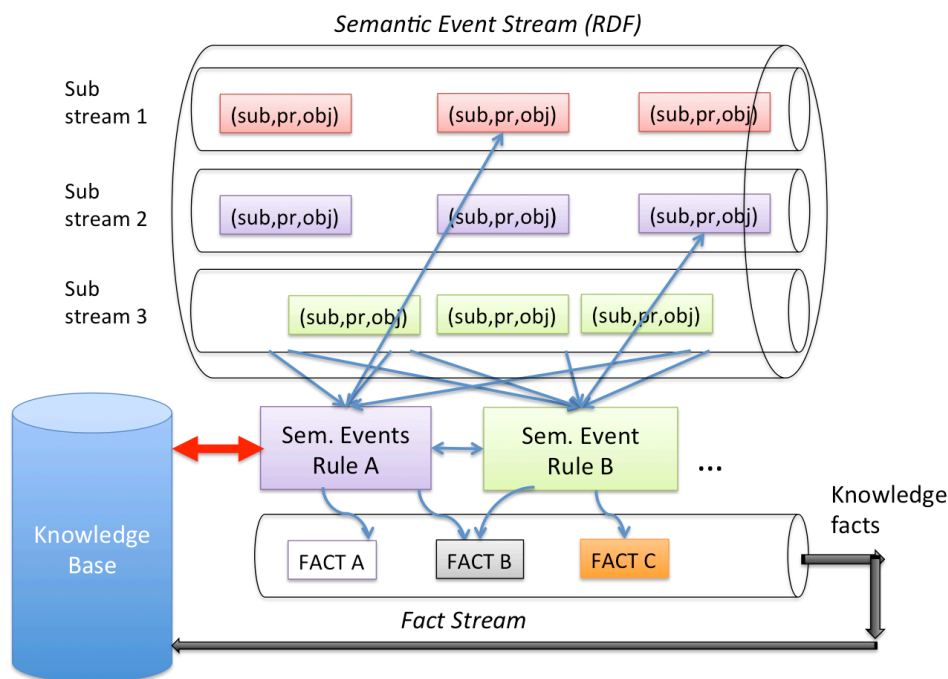 Semantic Event Stream (RDF)
Sub
stream 1
(sub,pr,obj)
(sub,pr,obj)
(sub,pr,obj)
Sub
stream 2
(sub,pr,obj)
(sub,pr,obj)
(sub,pr,obj)
Sub
stream 3
(sub,pr,obj)
(sub,pr,obj)
(sub,pr,obj)
Knowledge
Base
Sem. Events
Rule A
Sem. Event
Rule B
...
Knowledge
facts
FACT A
FACT B
FACT C
Fact Stream